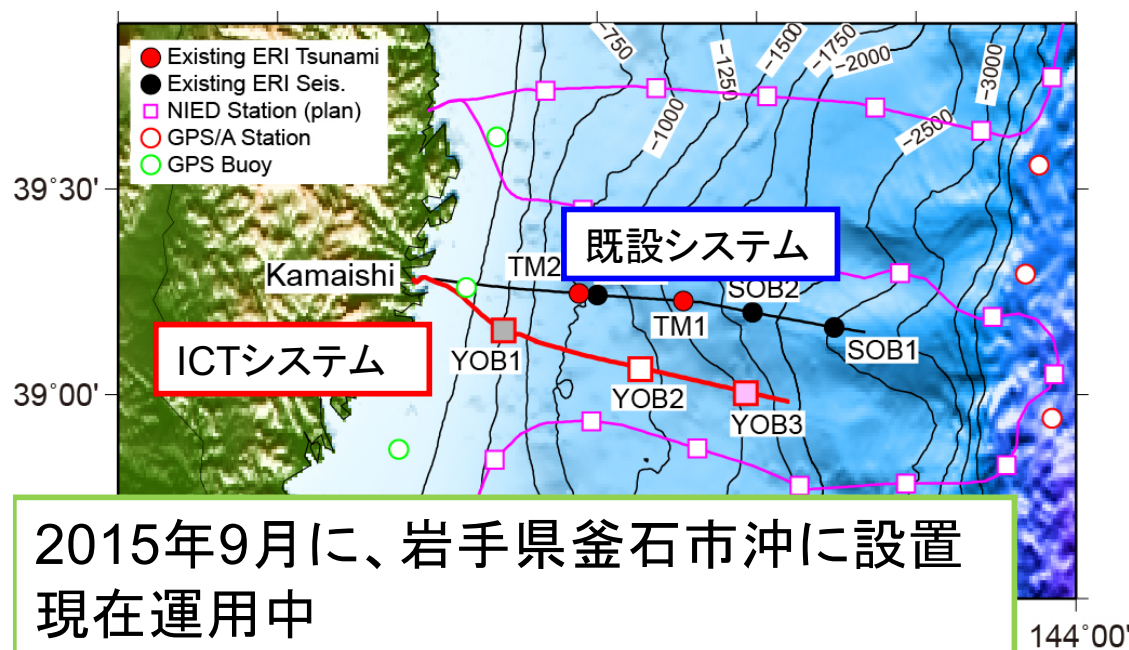 Existing ERI Tsunami
Existing ERI Seis.
NIED Station (plan)
GPS/A Station
GPS Buoy
−750
−1000
−1250
−1500
−1750
−2000
−2500
−3000
39°30'
既設システム
Kamaishi
TM2
TM1
SOB2
SOB1
ICTシステム
YOB1
YOB2
YOB3
39°00'
2015年9月に、岩手県釜石市沖に設置
現在運用中
144°00'